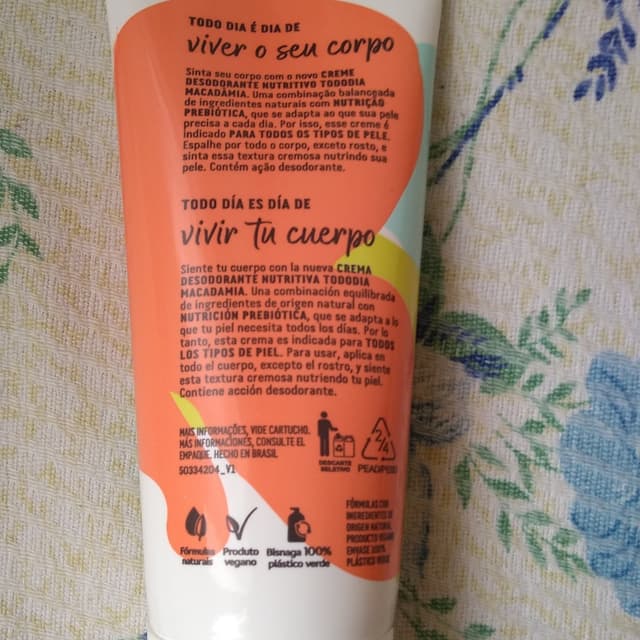 TODO DIA É DIA DE
viver o seu corpo
Sinta seu corpo com o novo CREME
DESODORANTE NUTRITIVO TODODIA
MACADÂMIA. Uma combinação balanceada
de ingredientes naturais com NUTRIÇÃO
PREBIÓTICA, que se adapta ao que sua pele
precisa a cada dia. Por isso, esse creme é
indicado PARA TODOS OS TIPOS DE PELE.
Espalhe por todo o corpo, exceto rosto, e
sinta essa textura cremosa nutrindo sua
pele. Contém ação desodorante.
TODO DÍA ES DÍA DE
vivir tu cuerpo
Siente tu cuerpo con la nueva CREMA
DESODORANTE NUTRITIVA TODODIA
MACADAMIA. Una combinación equilibrada
de ingredientes de origen natural con
NUTRICIÓN PREBIÓTICA, que se adapta a lo
que tu piel necesita todos los días. Por lo
tanto, esta crema es indicada para TODOS
LOS TIPOS DE PIEL. Para usar, aplica en
todo el cuerpo, excepto el rostro, y siente
esta textura cremosa nutriendo tu piel.
Contiene acción desodorante.
MAIS INFORMAÇÕES, VIDE CARTUCHO.
MÁS INFORMACIONES, CONSULTE EL
EMPAQUE. HECHO EN BRASIL
50334204_V1
DESCARTE
SELETIVO
2/4
Fórmulas
naturais
Produto
vegano
Bisnaga 100%
plástico verde
FÓRMULAS CON
INGREDIENTES DE
ORIGEN NATURAL
PRODUCTO VEGANO
ENVASE 100%
PLÁSTICO VERDE